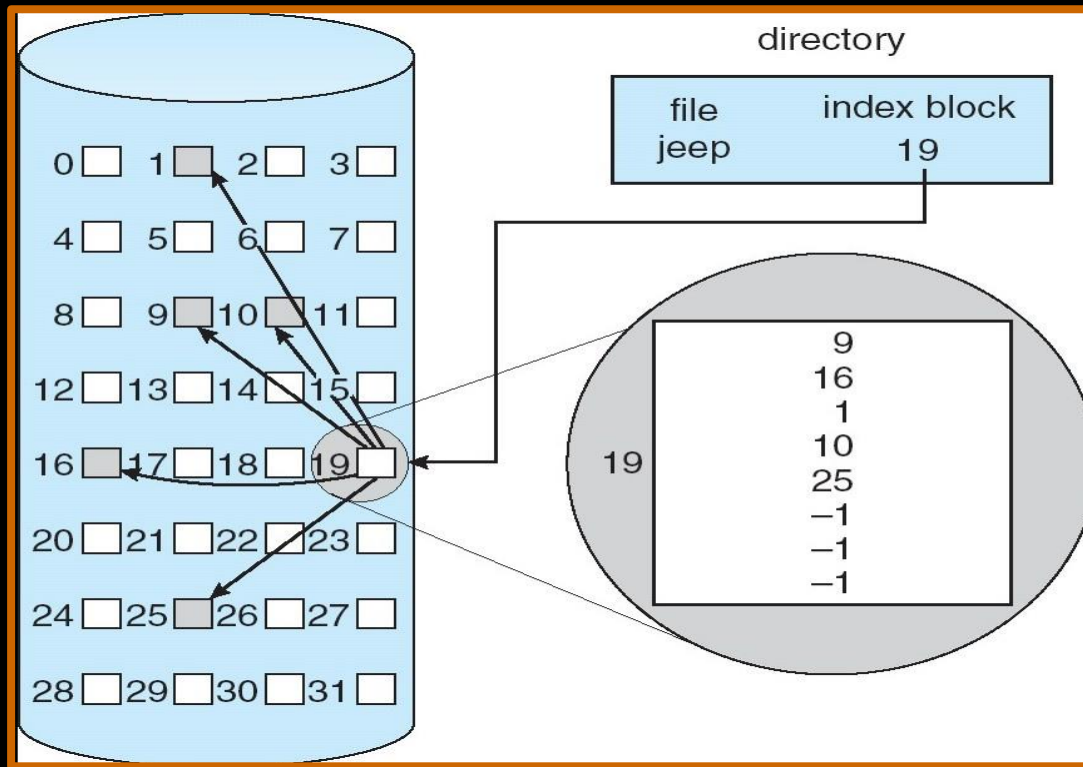 directory
file index block
jeep 19
0 1 2 3
4 5 6 7
8 9 10 11
12 13 14 15
16 17 18 19
20 21 22 23
24 25 26 27
28 29 30 31
19
9
16
1
10
25
–1
–1
–1